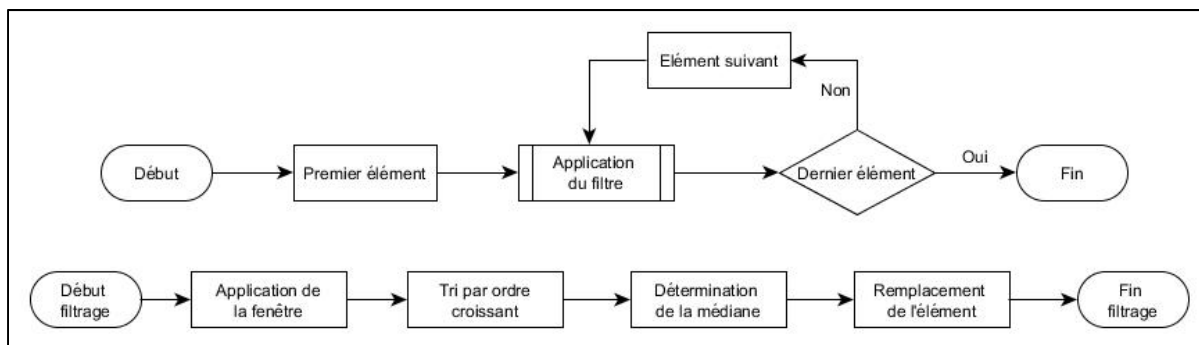 Elément suivant
Non
Début
Premier élément
Application
du filtre
Dernier élément
Oui
Fin
Début
filtrage
Application de
la fenêtre
Tri par ordre
croissant
Détermination
de la médiane
Remplacement
de l'élément
Fin
filtrage